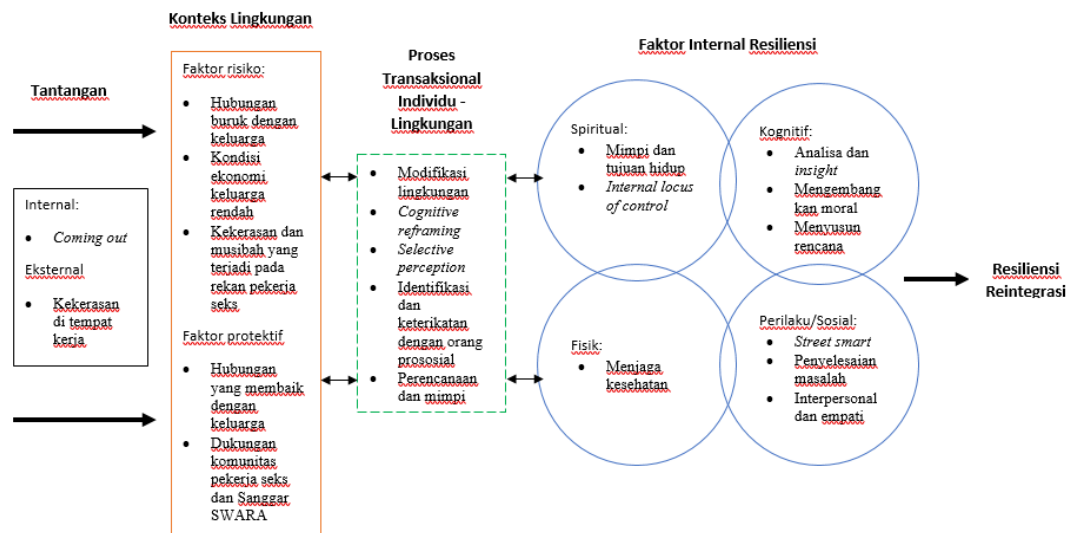 Konteks Lingkungan
Tantangan
Internal:
Coming out
Eksternal
Kekerasan
di tempat
kerja
Faktor risiko:
Hubungan
buruk dengan
keluarga
Kondisi
ekonomi
keluarga
rendah
Kekerasan dan
musibah yang
terjadi pada
rekan pekerja
seks
Faktor protektif
Hubungan
yang membaik
dengan
keluarga
Dukungan
komunitas
pekerja seks
dan Sanggar
SWARA
Proses
Transaksional
Individu -
Lingkungan
Modifikasi
lingkungan
Cognitive
reframing
Selective
perception
Identifikasi
dan
keterikatan
dengan orang
prososial
Perencanaan
dan mimpi
Faktor Internal Resiliensi
Spiritual:
Mimpi dan
tujuan hidup
Internal locus
of control
Kognitif:
Analisa dan
insight
Mengembang
kan moral
Menyusun
rencana
Fisik:
Menjaga
kesehatan
Perilaku/Sosial:
Street smart
Penyelesaian
masalah
Interpersonal
dan empati
Resiliensi
Reintegrasi